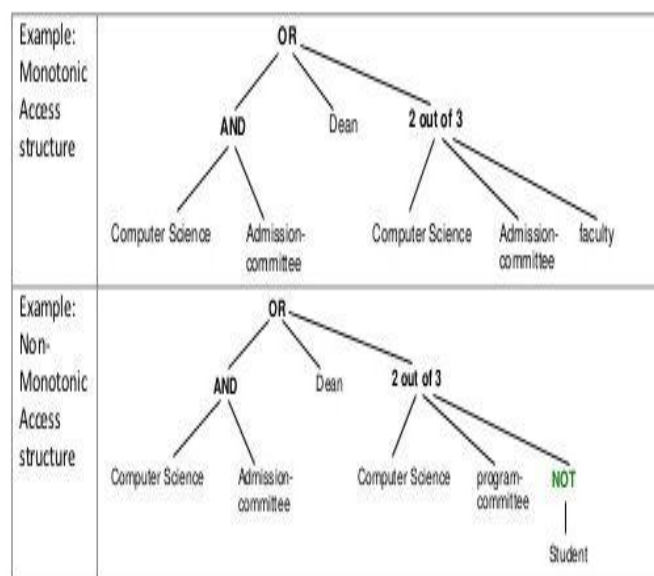 Example:
Monotonic
Access
structure
OR
AND
Dean
2 out of 3
Computer Science
Admission-
committee
Computer Science
Admission-
committee
faculty
Example:
Non-
Monotonic
Access
structure
OR
AND
Dean
2 out of 3
Computer Science
Admission-
committee
Computer Science
program-
committee
NOT
Student